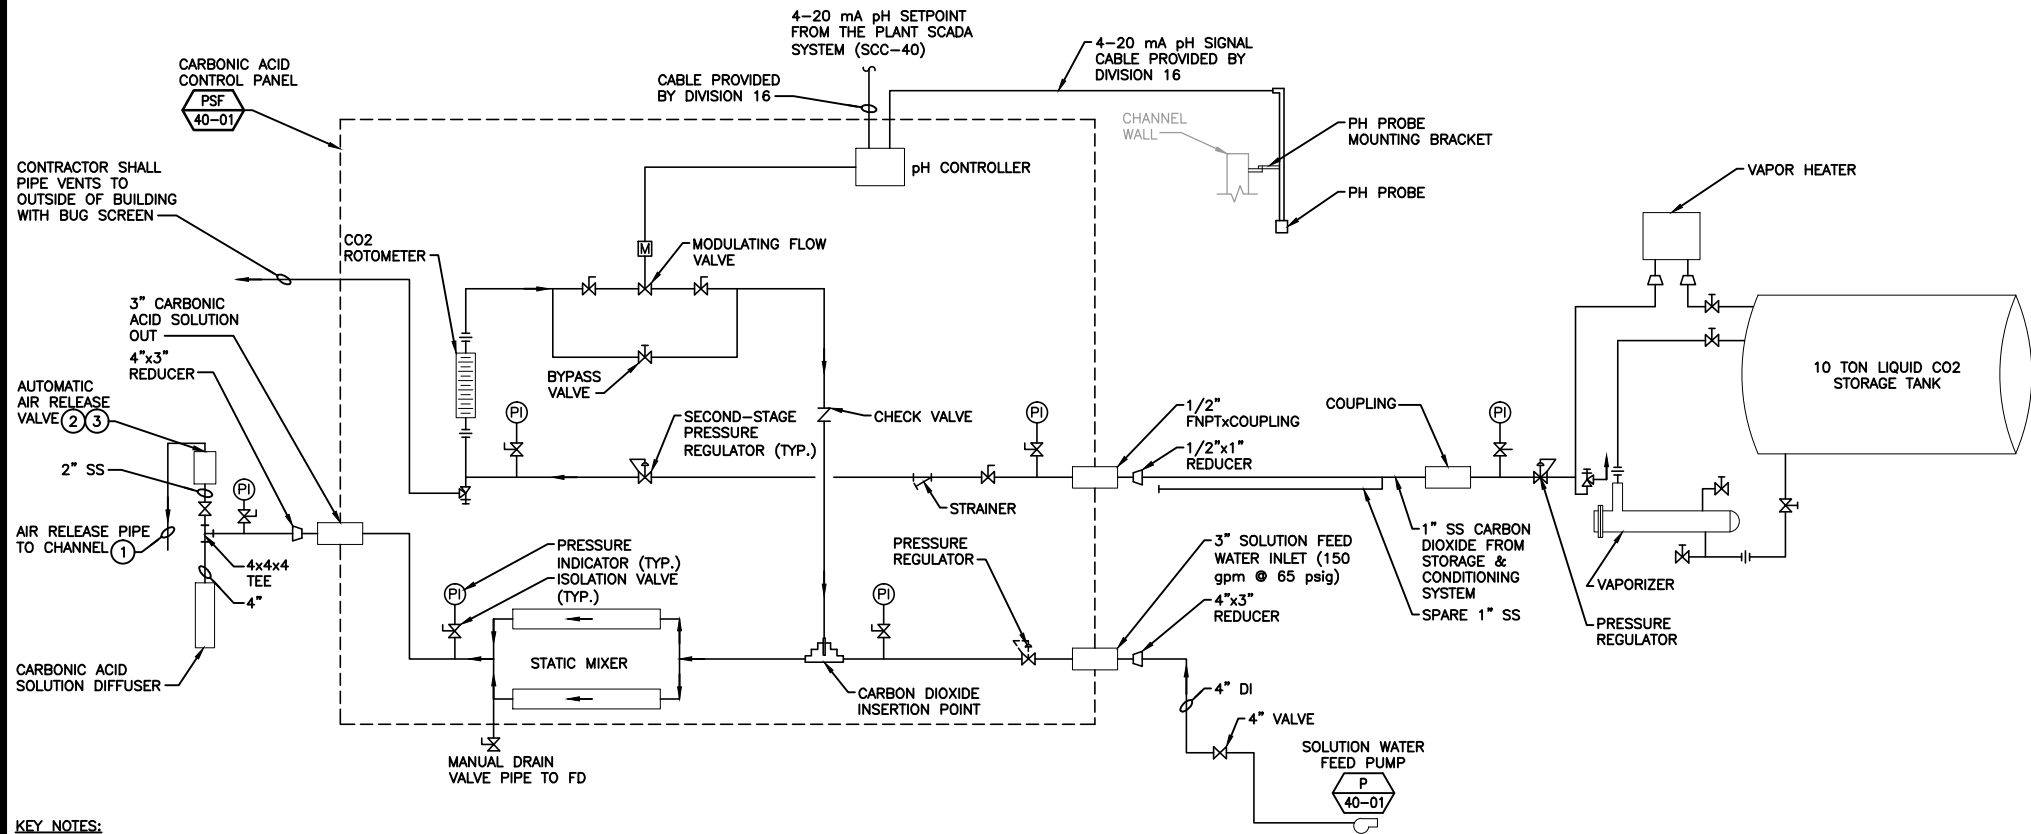 4-20 mA pH SETPOINT
FROM THE PLANT SCADA
SYSTEM (SCC-40)
4-20 mA pH SIGNAL
CABLE PROVIDED BY
DIVISION 16
CARBONIC ACID
CONTROL PANEL
PSF
40-01
CABLE PROVIDED
BY DIVISION 16
CHANNEL
WALL
PH PROBE
MOUNTING BRACKET
PH PROBE
pH CONTROLLER
VAPOR HEATER
CONTRACTOR SHALL
PIPE VENTS TO
OUTSIDE OF BUILDING
WITH BUG SCREEN
CO2
ROTOMETER
M
MODULATING FLOW
VALVE
3" CARBONIC
ACID SOLUTION
OUT
4"x3"
REDUCER
BYPASS
VALVE
10 TON LIQUID CO2
STORAGE TANK
AUTOMATIC
AIR RELEASE
VALVE 2 3
PI
SECOND-STAGE
PRESSURE
REGULATOR (TYP.)
CHECK VALVE
PI
1/2"
FNPTxCOUPLING
1/2"x1"
REDUCER
COUPLING
PI
2" SS
PI
STRAINER
AIR RELEASE PIPE
TO CHANNEL 1
4x4x4
TEE
4"
PRESSURE
INDICATOR (TYP.)
ISOLATION VALVE
(TYP.)
PI
PRESSURE
REGULATOR
PI
3" SOLUTION FEED
WATER INLET (150
gpm @ 65 psig)
4"x3"
REDUCER
1" SS CARBON
DIOXIDE FROM
STORAGE &
CONDITIONING
SYSTEM
SPARE 1" SS
VAPORIZER
PRESSURE
REGULATOR
CARBONIC ACID
SOLUTION DIFFUSER
STATIC MIXER
CARBON DIOXIDE
INSERTION POINT
4" DI
4" VALVE
MANUAL DRAIN
VALVE PIPE TO FD
SOLUTION WATER
FEED PUMP
P
40-01
KEY NOTES: